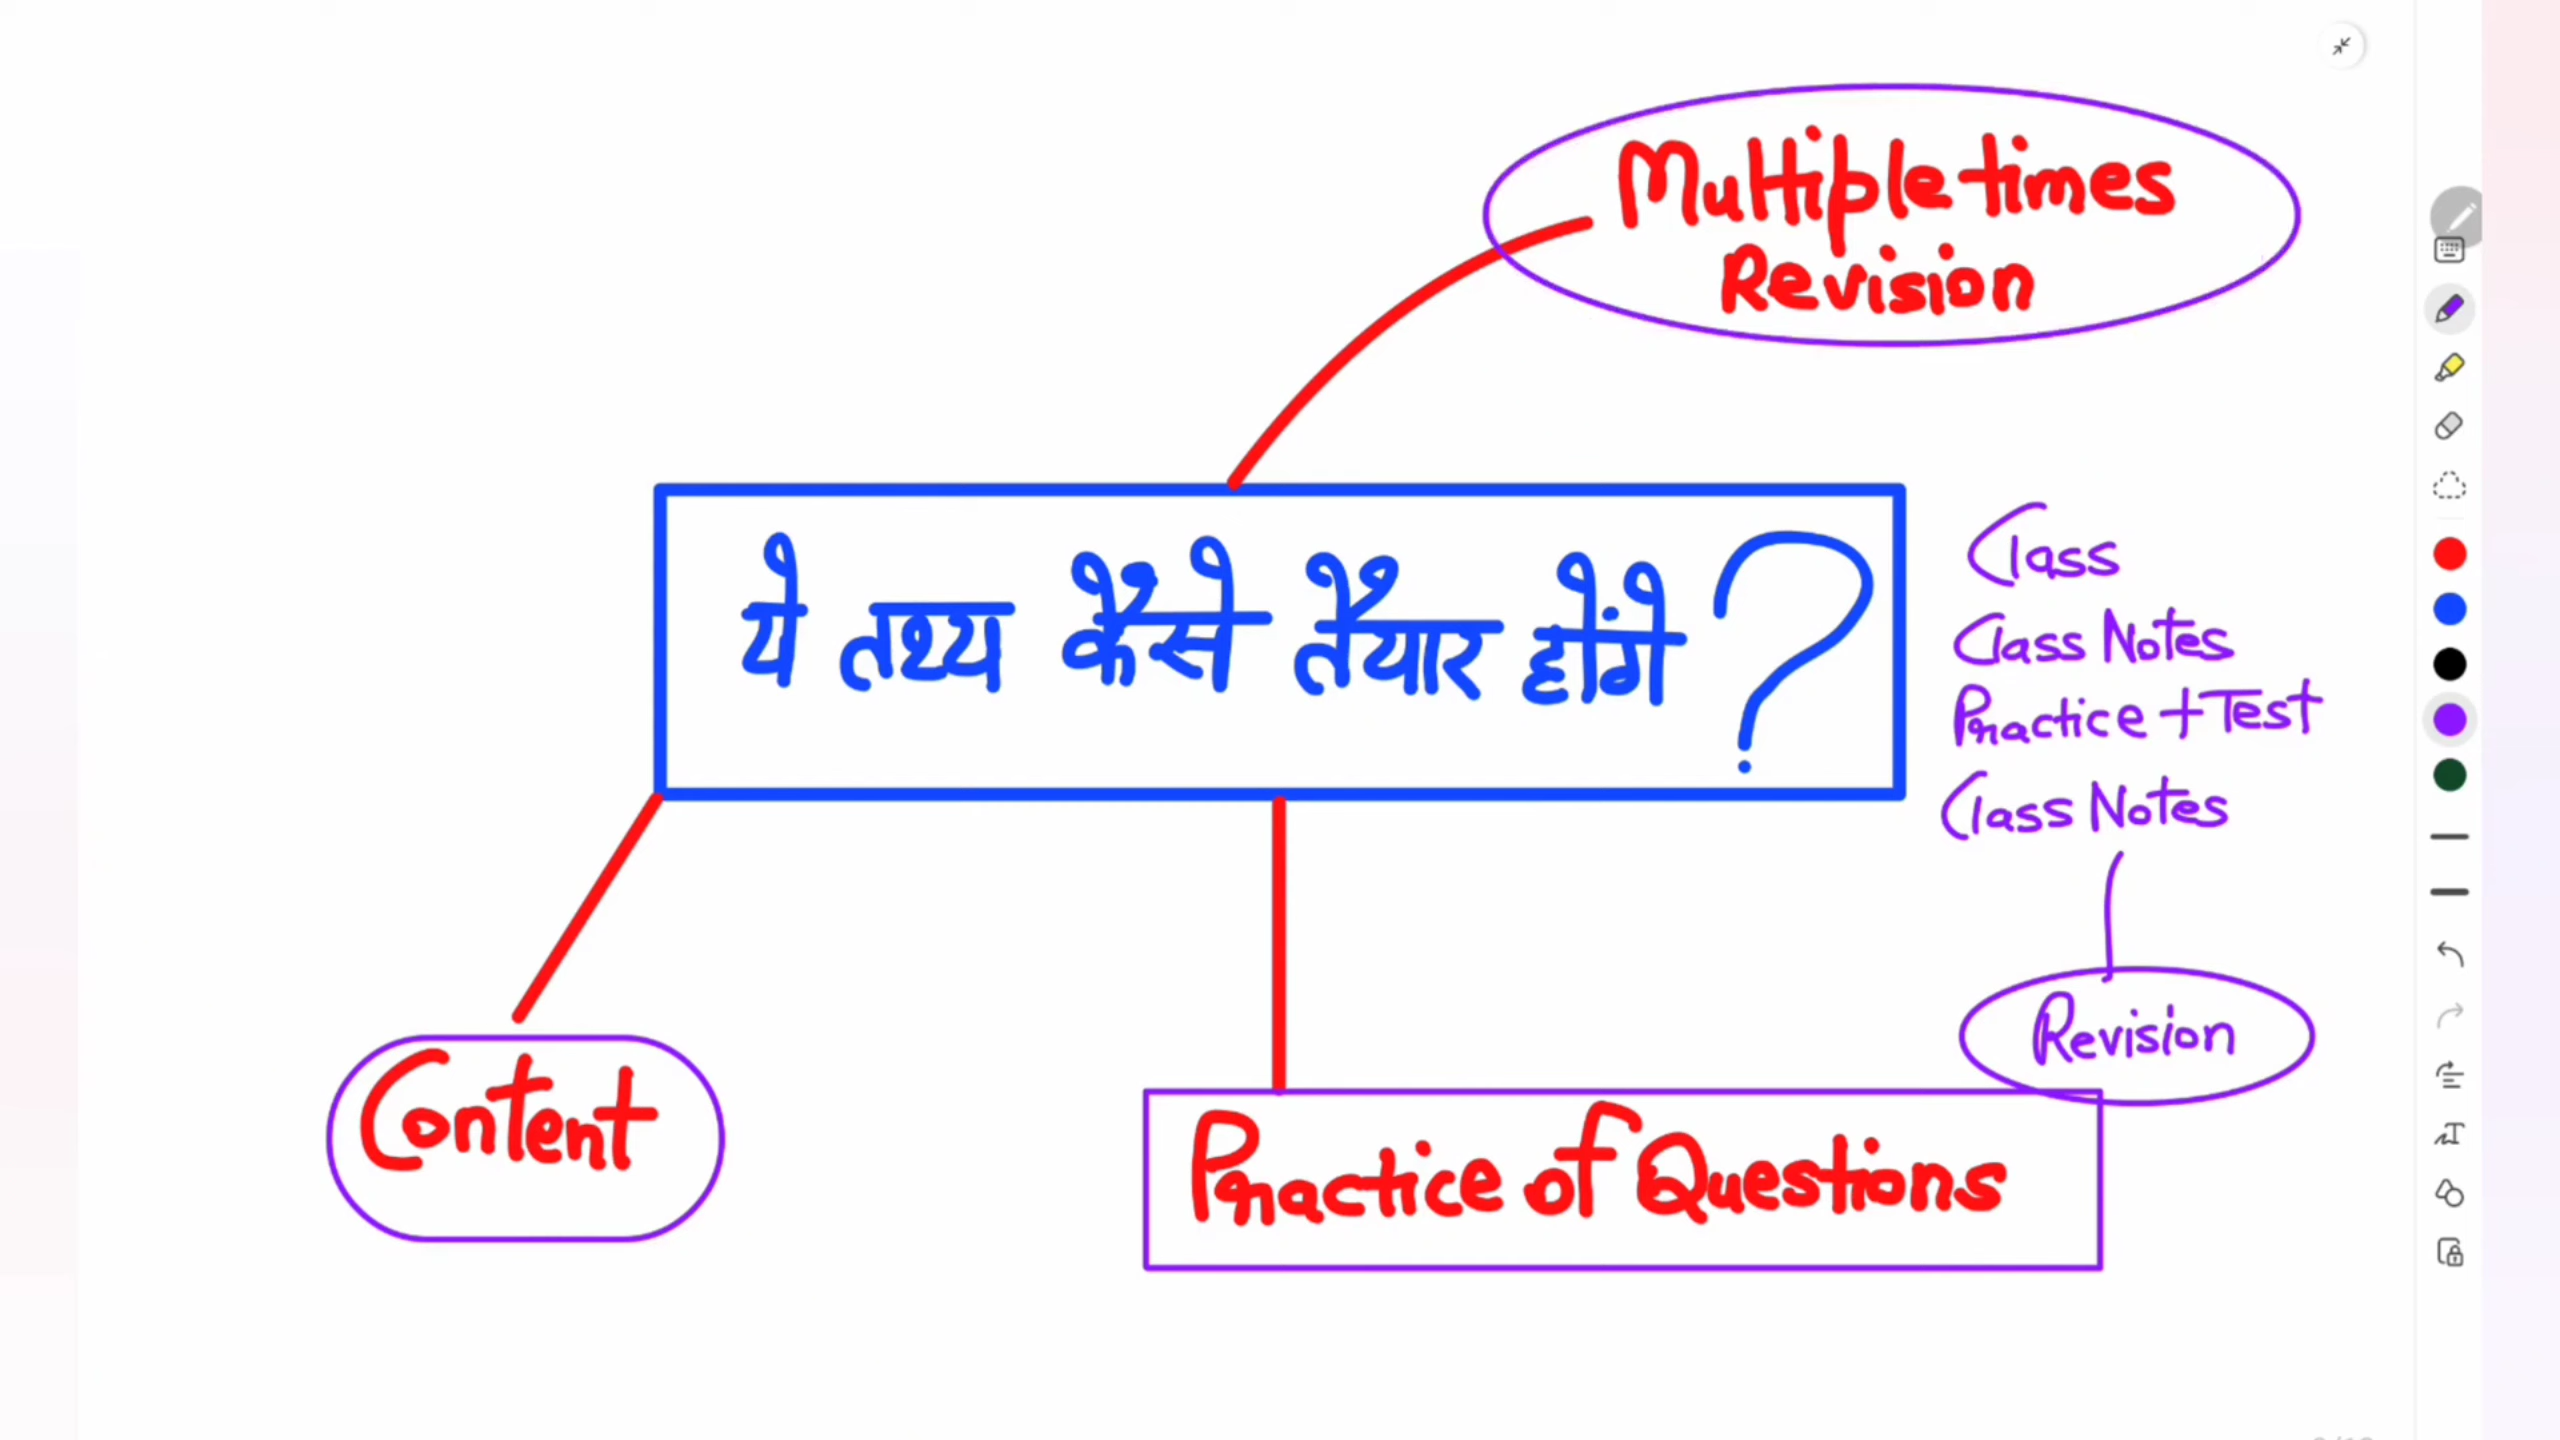 Multiple times
Revision
ये तथ्य कैसे तैयार होंगे ?
Class
Class Notes
Practice + Test
Class Notes
Revision
Content
Practice of Questions